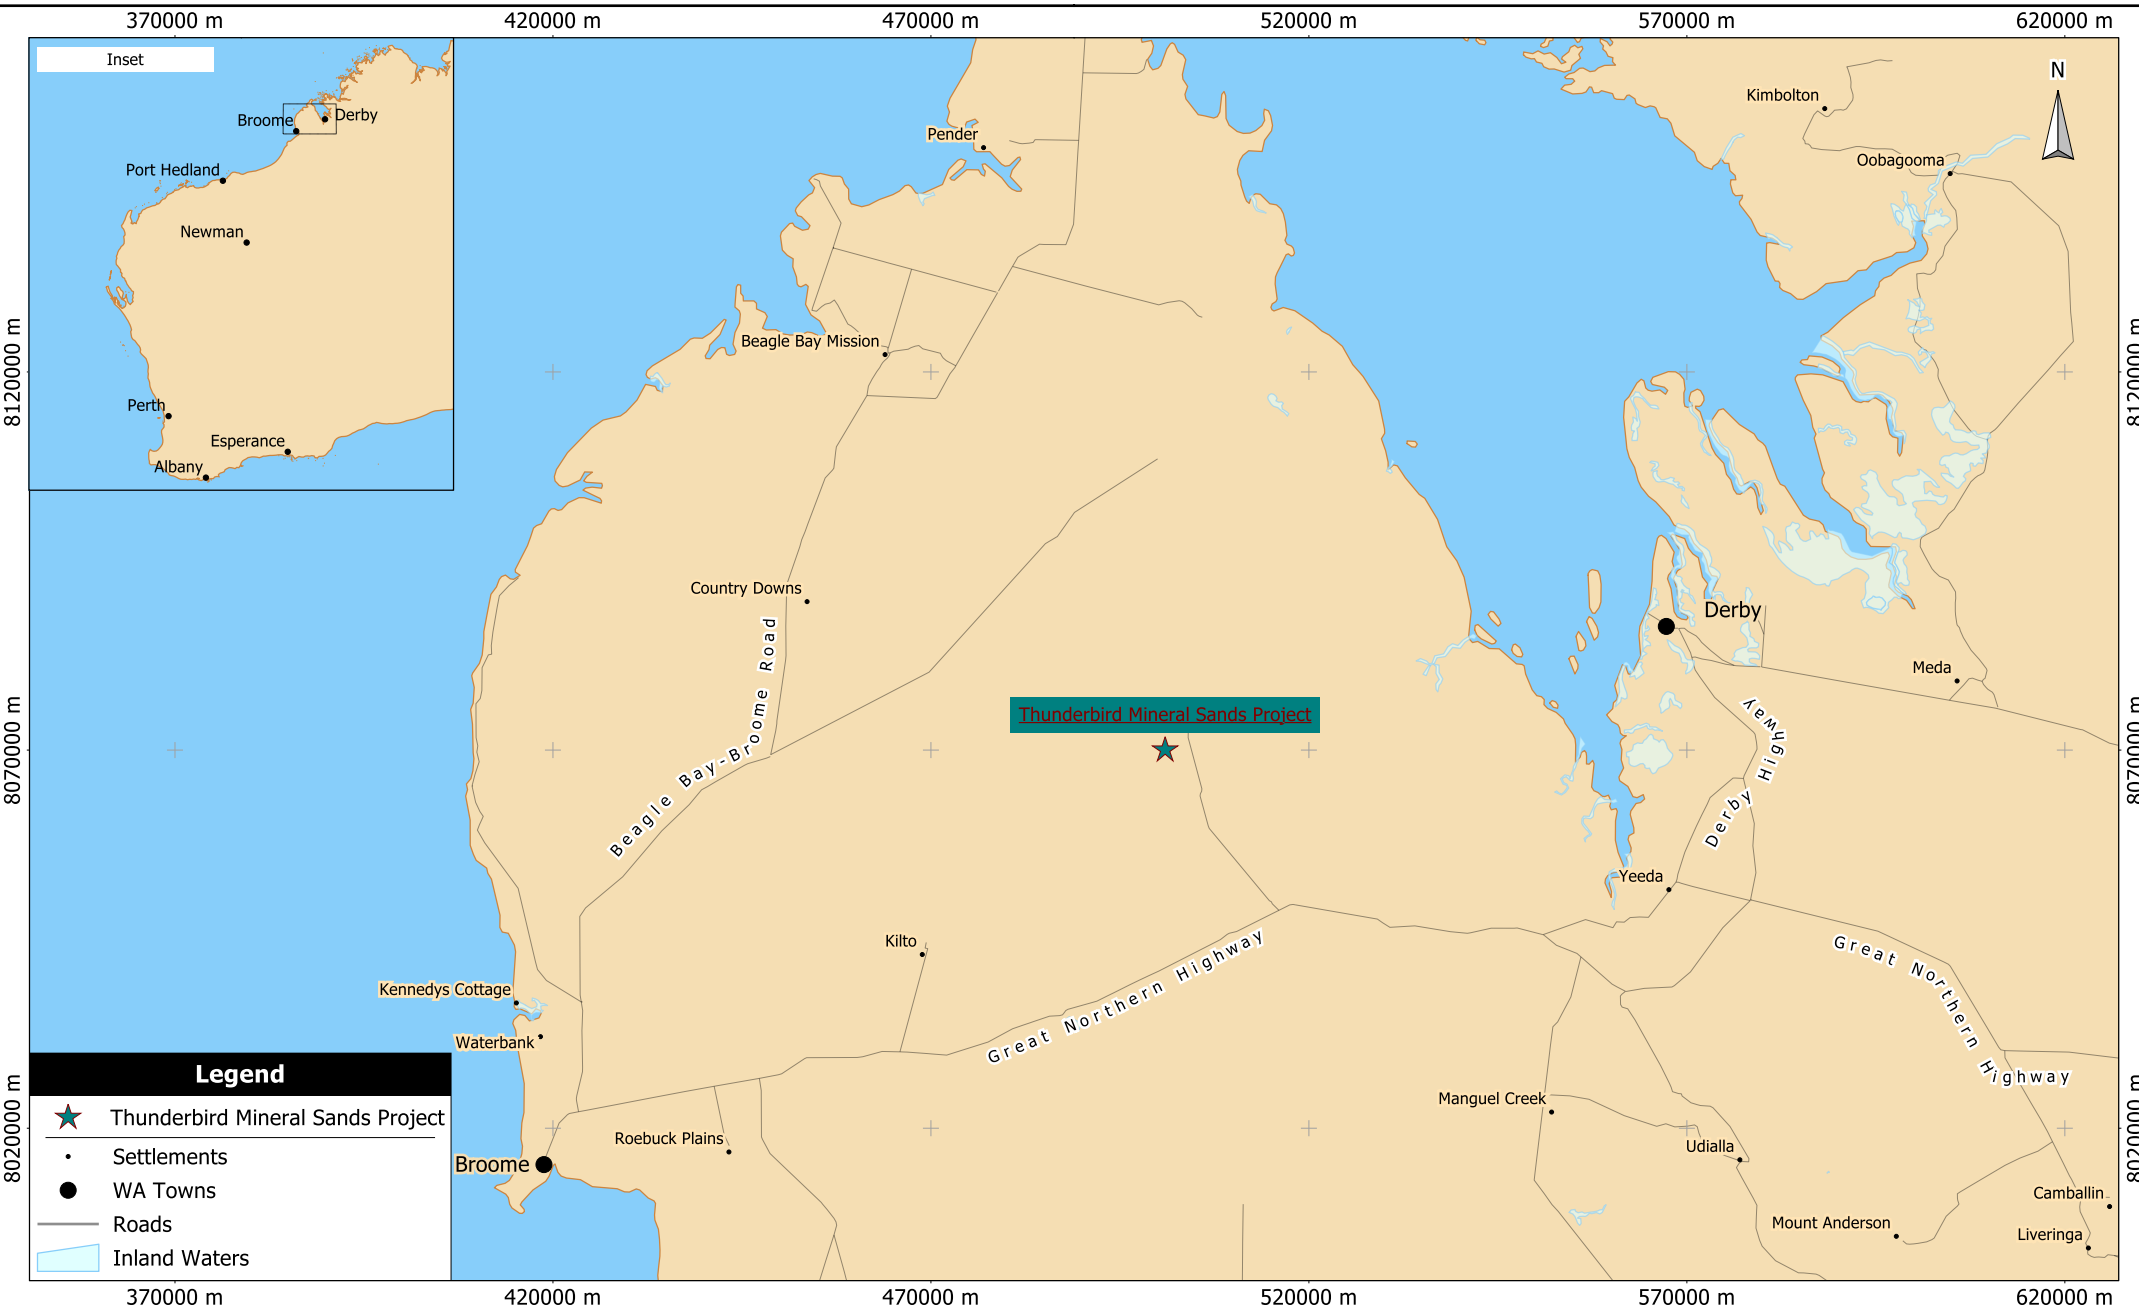 370000 m 420000 m 470000 m 520000 m 570000 m 620000 m
Inset
Broome
Derby
Port Hedland
Newman
Perth
Esperance
Albany
N
Kimbolton
Pender
Oobagooma
8120000 m
8120000 m
Beagle Bay Mission
Country Downs
Derby
Beagle Bay-Broome Road
Meda
Thunderbird Mineral Sands Project
8070000 m
8070000 m
Derby Highway
Yeeda
Kilto
Great Northern Highway
Great Northern Highway
Kennedys Cottage
Waterbank
Manguel Creek
Roebuck Plains
Udialla
Broome
8020000 m
8020000 m
Camballin
Mount Anderson
Liveringa
Legend
Thunderbird Mineral Sands Project
Settlements
WA Towns
Roads
Inland Waters
370000 m 420000 m 470000 m 520000 m 570000 m 620000 m